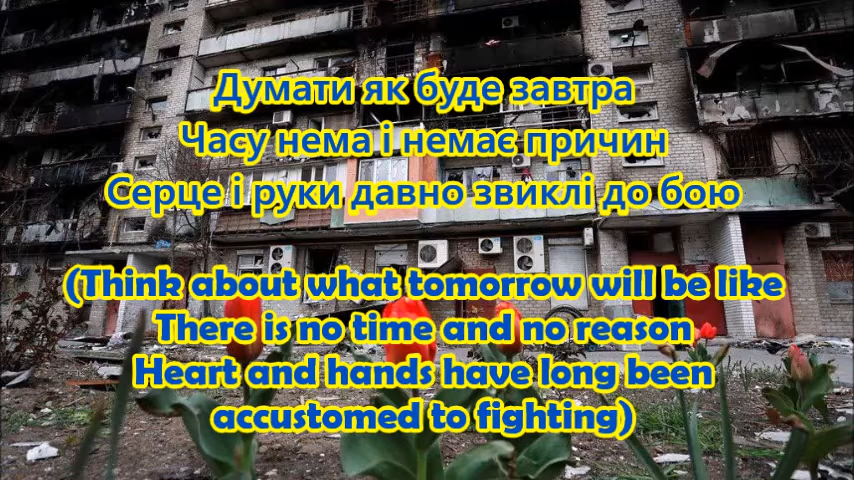 Думати як буде завтра
Часу нема і немає причин
Серце і руки давно звиклі до бою
(Think about what tomorrow will be like
There is no time and no reason
Heart and hands have long been
accustomed to fighting)